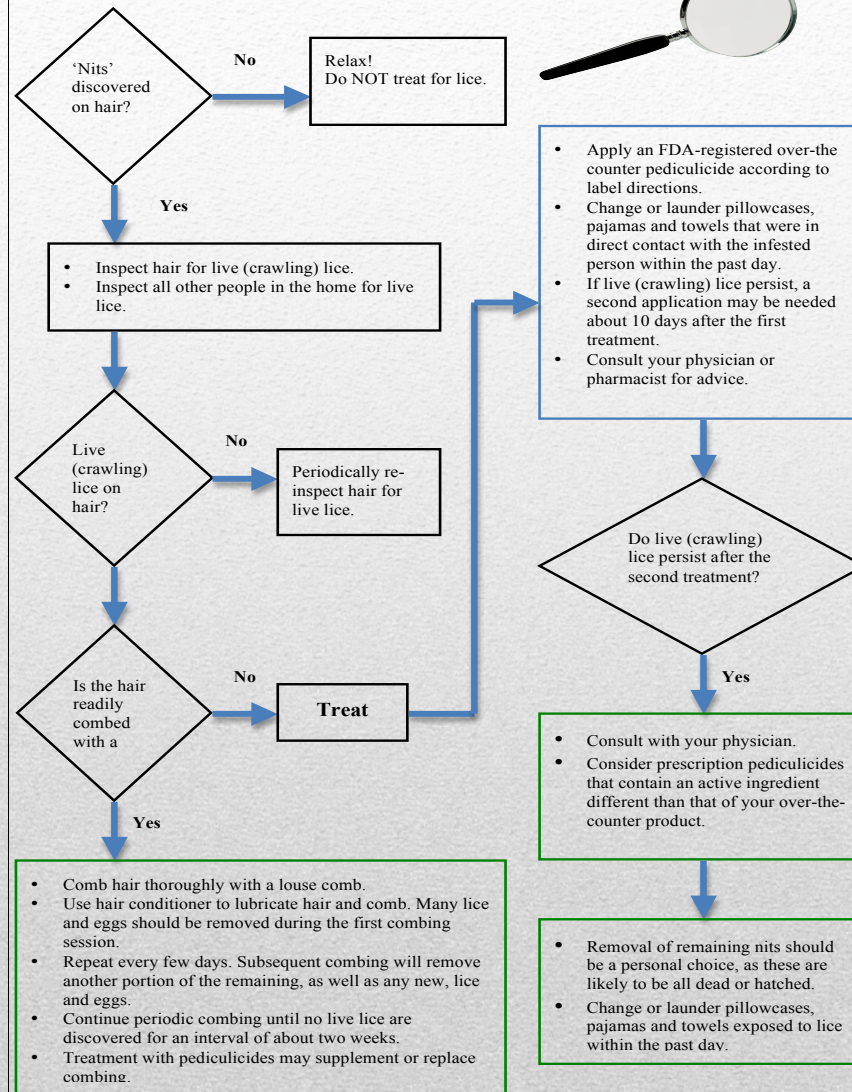 ‘Nits’
discovered
on hair?
No
Relax!
Do NOT treat for lice.
Yes
• Inspect hair for live (crawling) lice.
• Inspect all other people in the home for live
lice.
Live
(crawling)
lice on
hair?
No
Periodically re-
inspect hair for
live lice.
Is the hair
readily
combed
with a
No
Treat
Yes
• Comb hair thoroughly with a louse comb.
• Use hair conditioner to lubricate hair and comb. Many lice
and eggs should be removed during the first combing
session.
• Repeat every few days. Subsequent combing will remove
another portion of the remaining, as well as any new, lice
and eggs.
• Continue periodic combing until no live lice are
discovered for an interval of about two weeks.
• Treatment with pediculicides may supplement or replace
combing.
• Apply an FDA-registered over-the
counter pediculicide according to
label directions.
• Change or launder pillowcases,
pajamas and towels that were in
direct contact with the infested
person within the past day.
• If live (crawling) lice persist, a
second application may be needed
about 10 days after the first
treatment.
• Consult your physician or
pharmacist for advice.
Do live (crawling)
lice persist after the
second treatment?
Yes
• Consult with your physician.
• Consider prescription pediculicides
that contain an active ingredient
different than that of your over-the-
counter product.
• Removal of remaining nits should
be a personal choice, as these are
likely to be all dead or hatched.
• Change or launder pillowcases,
pajamas and towels exposed to lice
within the past day.